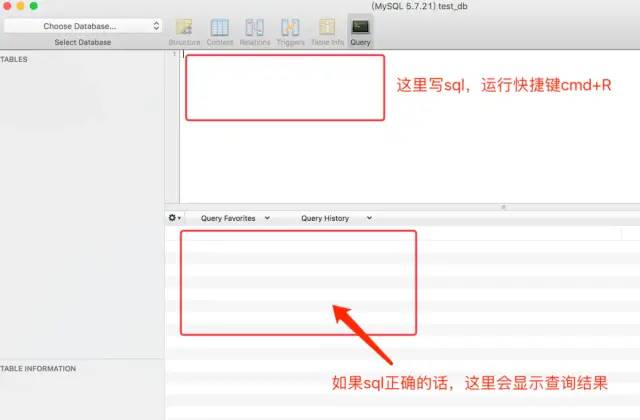 (MySQL 5.7.21) test_db
Choose Database...
Select Database
Structure
Content
Relations
Triggers
Table Info
Query
TABLES
1
这里写sql，运行快捷键cmd+R
Query Favorites
Query History
如果sql正确的话，这里会显示查询结果
TABLE INFORMATION